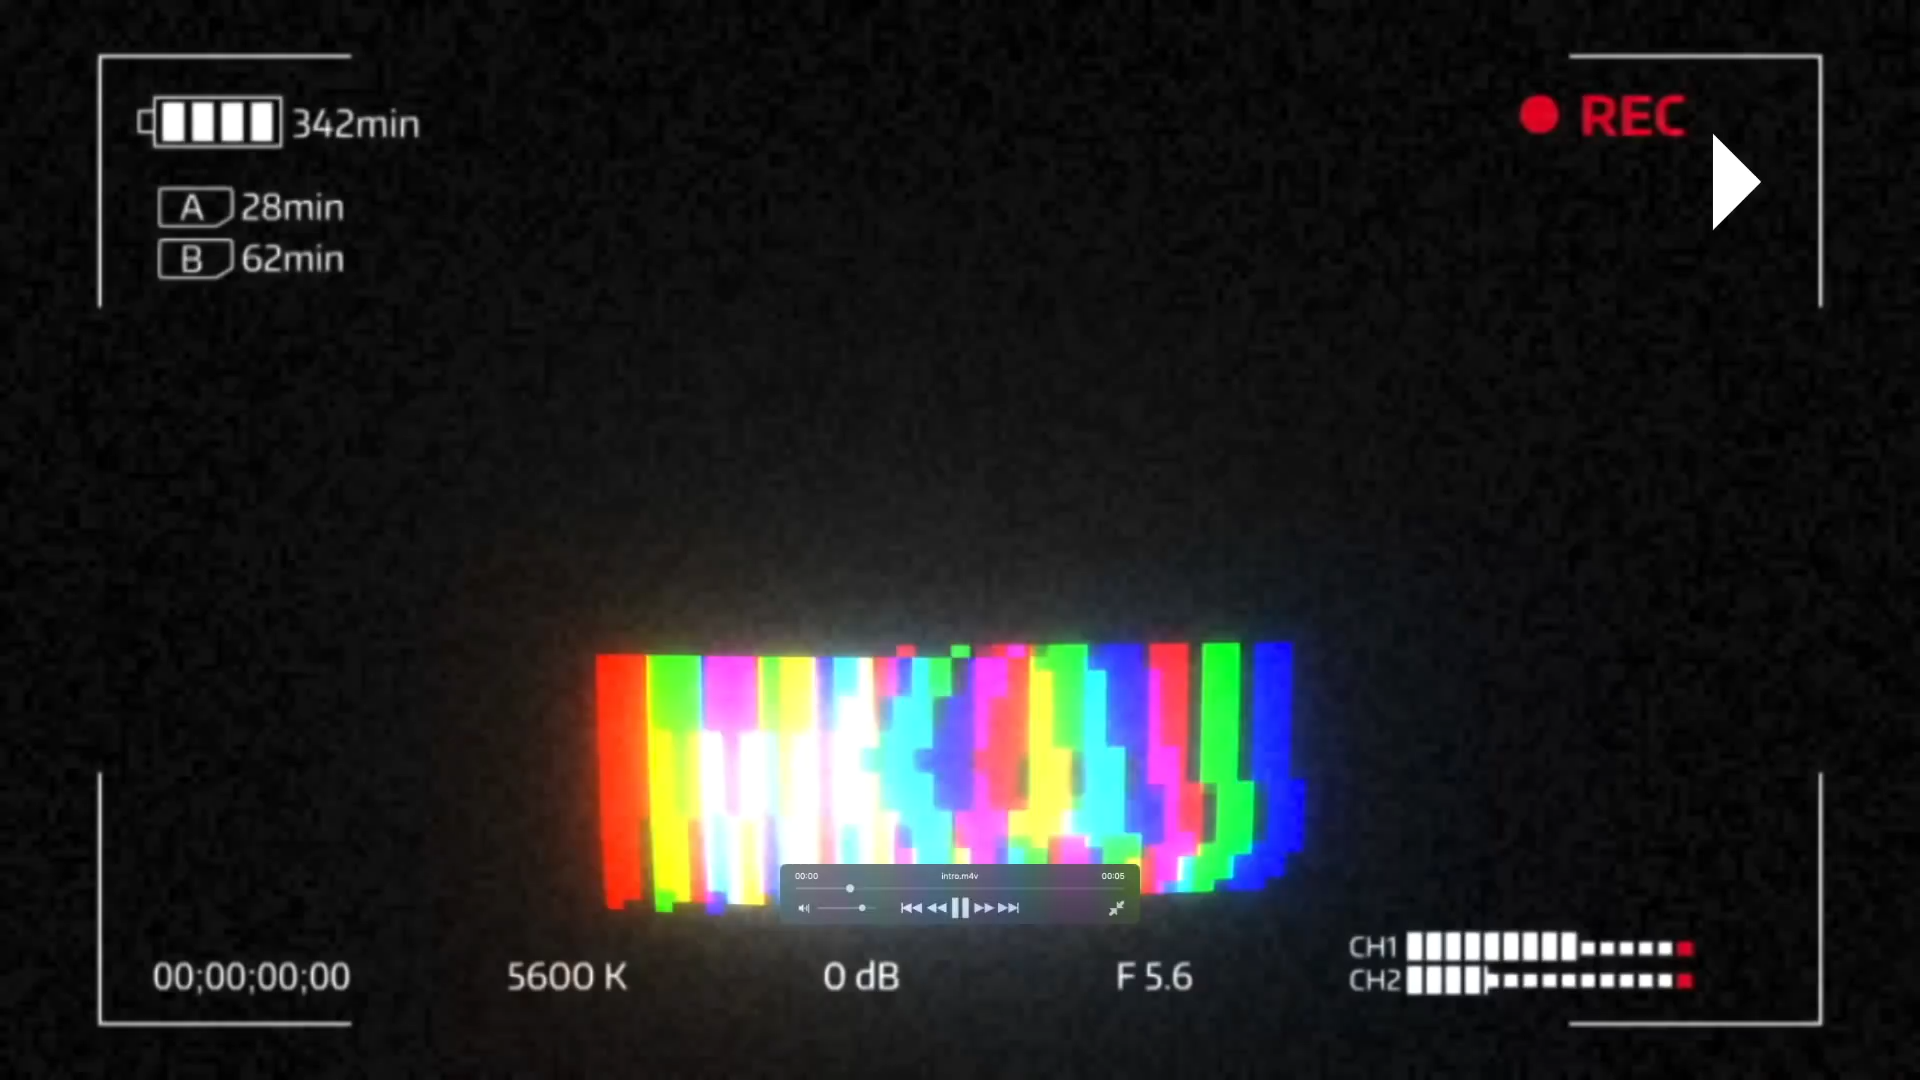 342min
REC
A 28min
B 62min
00:00 intro.m4v 00:05
CH1
00;00;00;00 5600 K 0 dB F 5.6 CH2